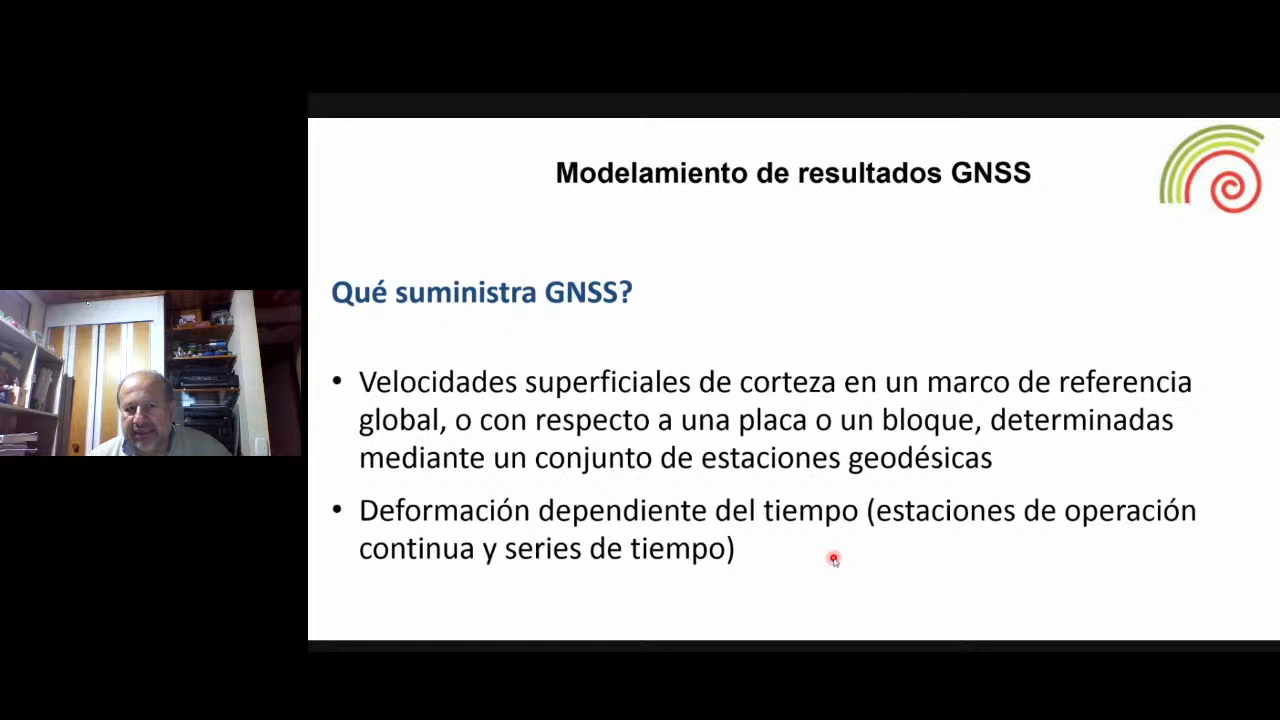 Modelamiento de resultados GNSS
Qué suministra GNSS?
• Velocidades superficiales de corteza en un marco de referencia
global, o con respecto a una placa o un bloque, determinadas
mediante un conjunto de estaciones geodésicas
• Deformación dependiente del tiempo (estaciones de operación
continua y series de tiempo)